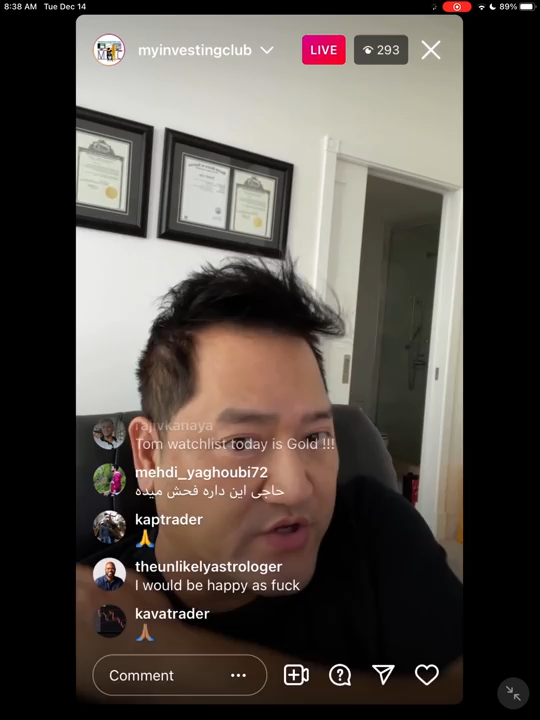 8:38 AM Tue Dec 14
89%
myinvestingclub
LIVE
293
rajivkanaya
Tom watchlist today is Gold !!!
mehdi_yaghoubi72
حاجی این داره فحش میده
kaptrader
🙏
theunlikelyastrologer
I would be happy as fuck
kavatrader
🙏🏽
Comment